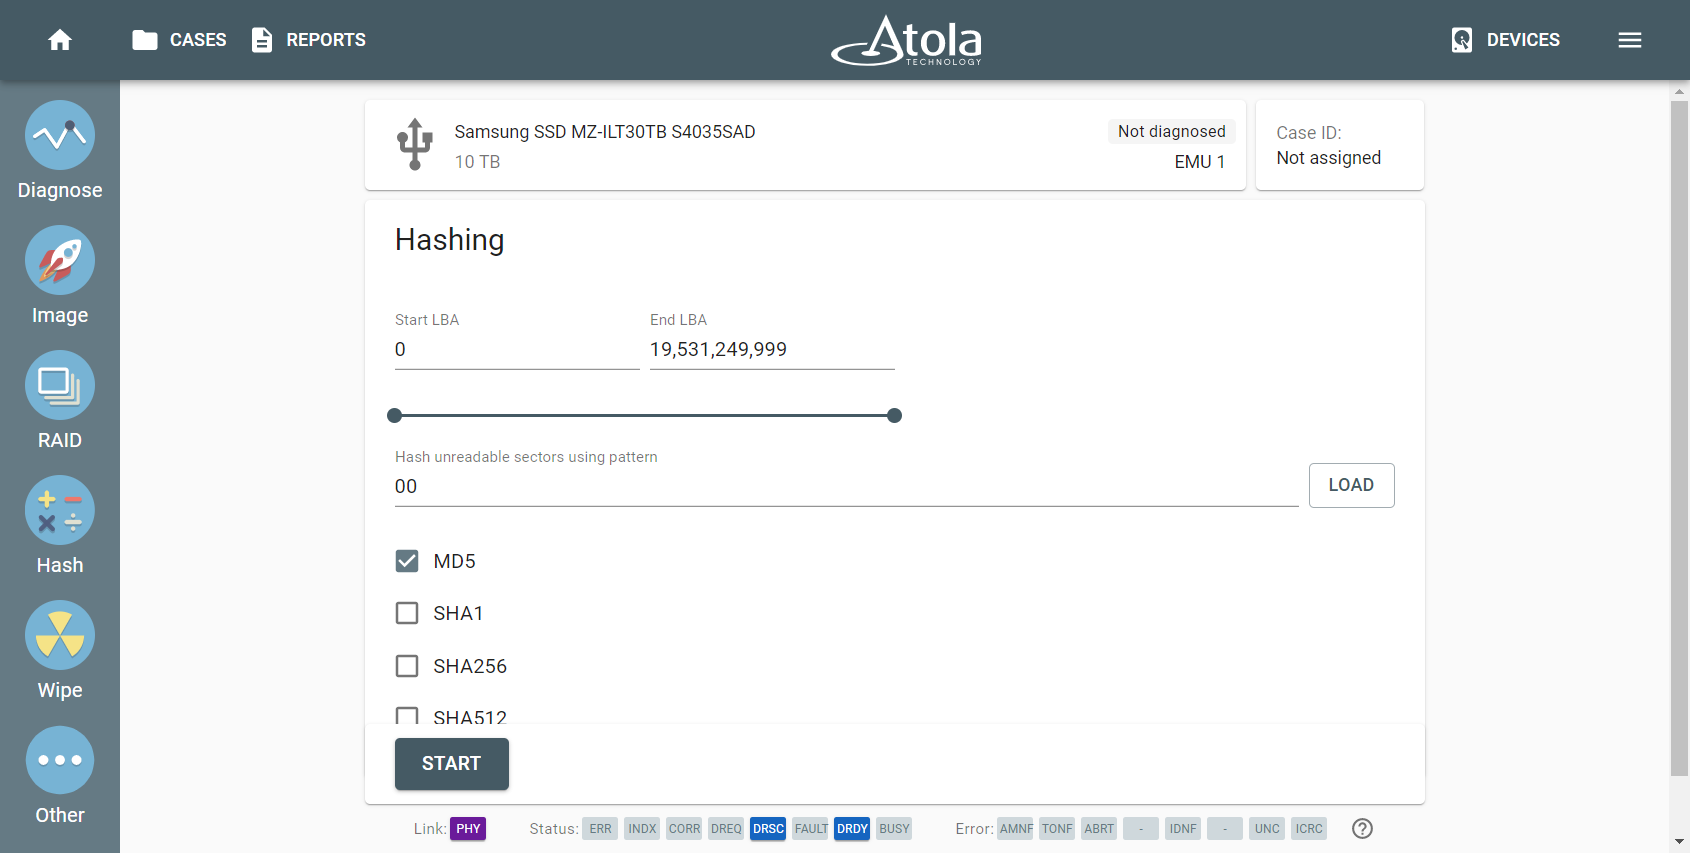 CASES
REPORTS
Atola
TECHNOLOGY
DEVICES
Diagnose
Image
RAID
Hash
Wipe
Other
Samsung SSD MZ-ILT30TB S4035SAD
10 TB
Not diagnosed
EMU 1
Case ID:
Not assigned
Hashing
Start LBA
0
End LBA
19,531,249,999
Hash unreadable sectors using pattern
00
LOAD
MD5
SHA1
SHA256
SHA512
START
Link: PHY
Status: ERR INDX CORR DREQ DRSC FAULT DRDY BUSY
Error: AMNF TONF ABRT - IDNF - UNC ICRC
?